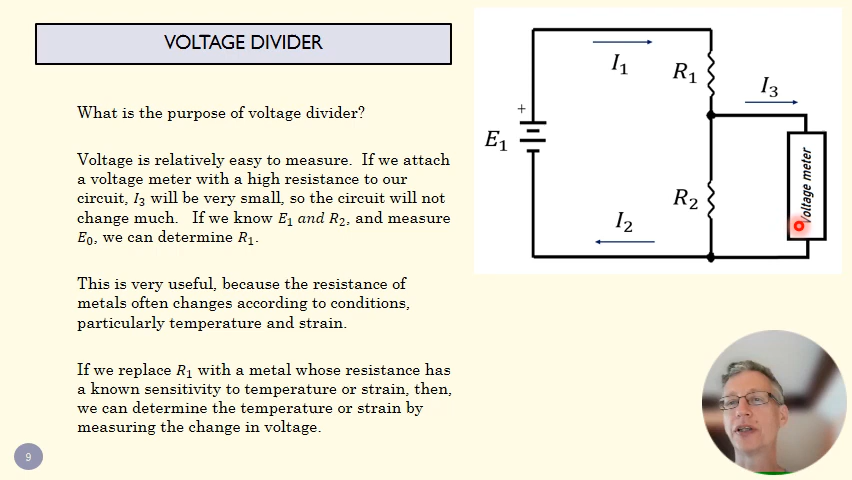 VOLTAGE DIVIDER
What is the purpose of voltage divider?
Voltage is relatively easy to measure.  If we attach
a voltage meter with a high resistance to our
circuit, I₃ will be very small, so the circuit will not
change much.  If we know E₁ and R₂, and measure
E₀, we can determine R₁.
This is very useful, because the resistance of
metals often changes according to conditions,
particularly temperature and strain.
If we replace R₁ with a metal whose resistance has
a known sensitivity to temperature or strain, then,
we can determine the temperature or strain by
measuring the change in voltage.
9
I₁
R₁
I₃
+
E₁
R₂
I₂
Voltage meter